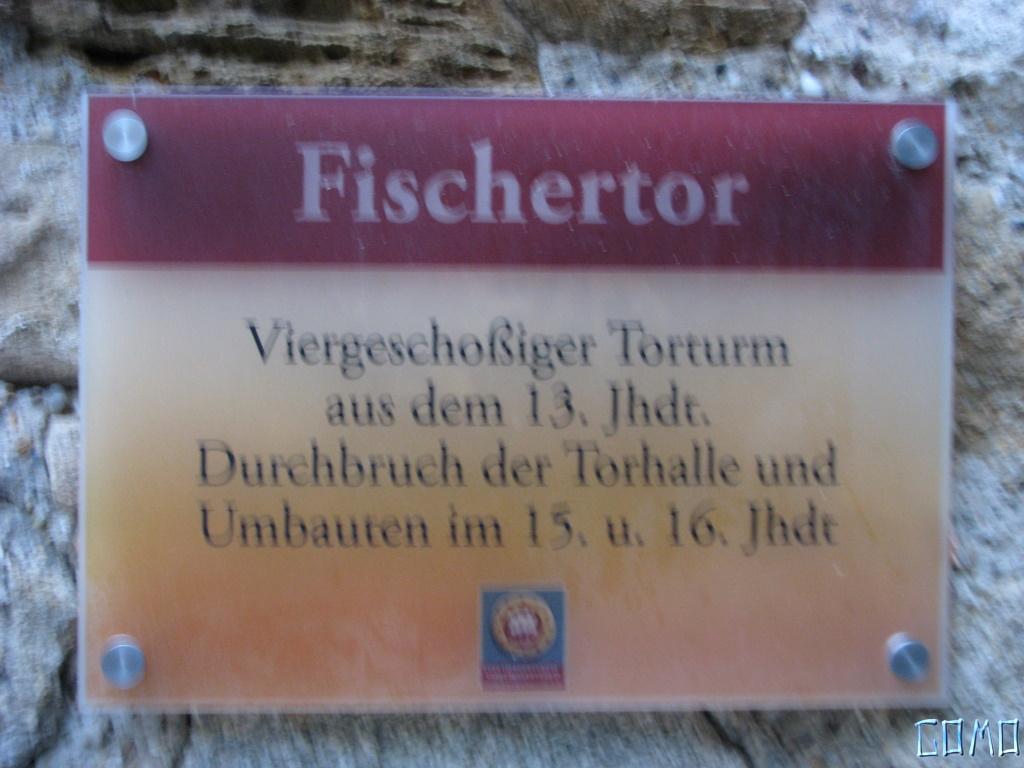 Fischertor
Viergeschoßiger Torturm
aus dem 13. Jhdt.
Durchbruch der Torhalle und
Umbauten im 15. u. 16. Jhdt
COMO